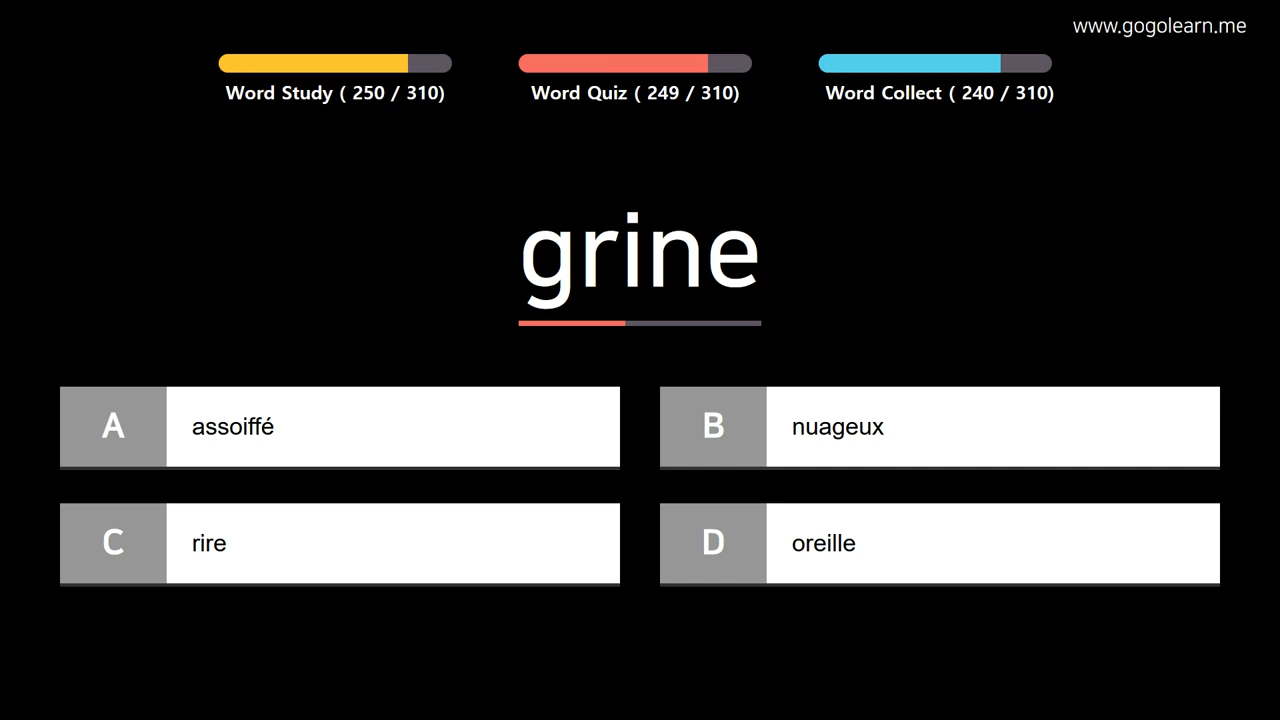 www.gogolearn.me
Word Study ( 250 / 310)
Word Quiz ( 249 / 310)
Word Collect ( 240 / 310)
grine
A assoiffé
B nuageux
C rire
D oreille